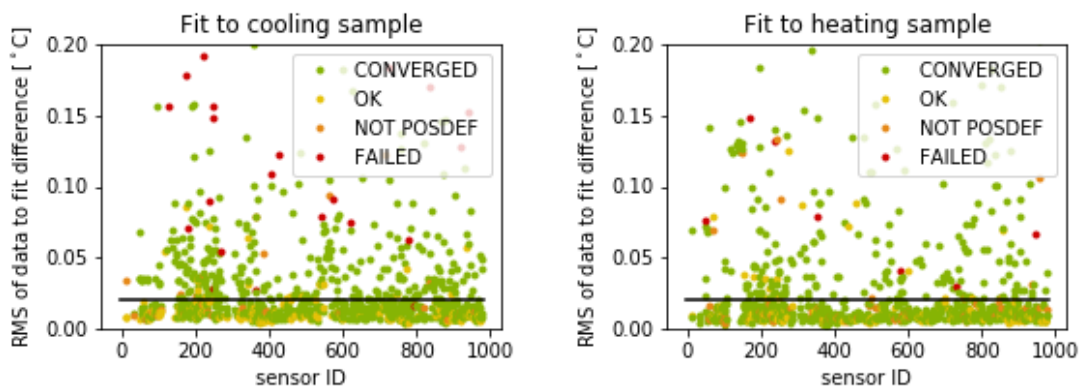 Fit to cooling sample
RMS of data to fit difference [ ˚C]
0.20
0.15
0.10
0.05
0.00
CONVERGED
OK
NOT POSDEF
FAILED
0
200
400
600
800
1000
sensor ID
Fit to heating sample
RMS of data to fit difference [ ˚C]
0.20
0.15
0.10
0.05
0.00
CONVERGED
OK
NOT POSDEF
FAILED
0
200
400
600
800
1000
sensor ID